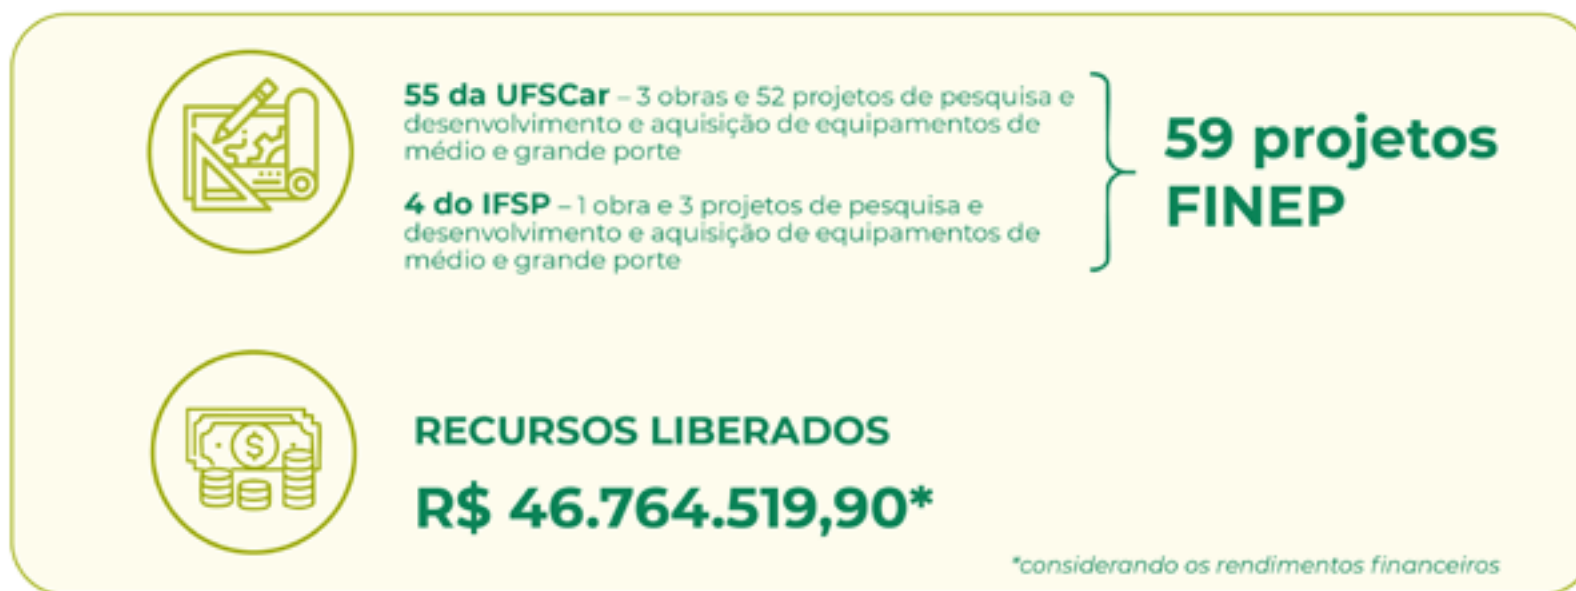 55 da UFSCar – 3 obras e 52 projetos de pesquisa e
desenvolvimento e aquisição de equipamentos de
médio e grande porte
4 do IFSP – 1 obra e 3 projetos de pesquisa e
desenvolvimento e aquisição de equipamentos de
médio e grande porte
59 projetos
FINEP
RECURSOS LIBERADOS
R$ 46.764.519,90*
*considerando os rendimentos financeiros